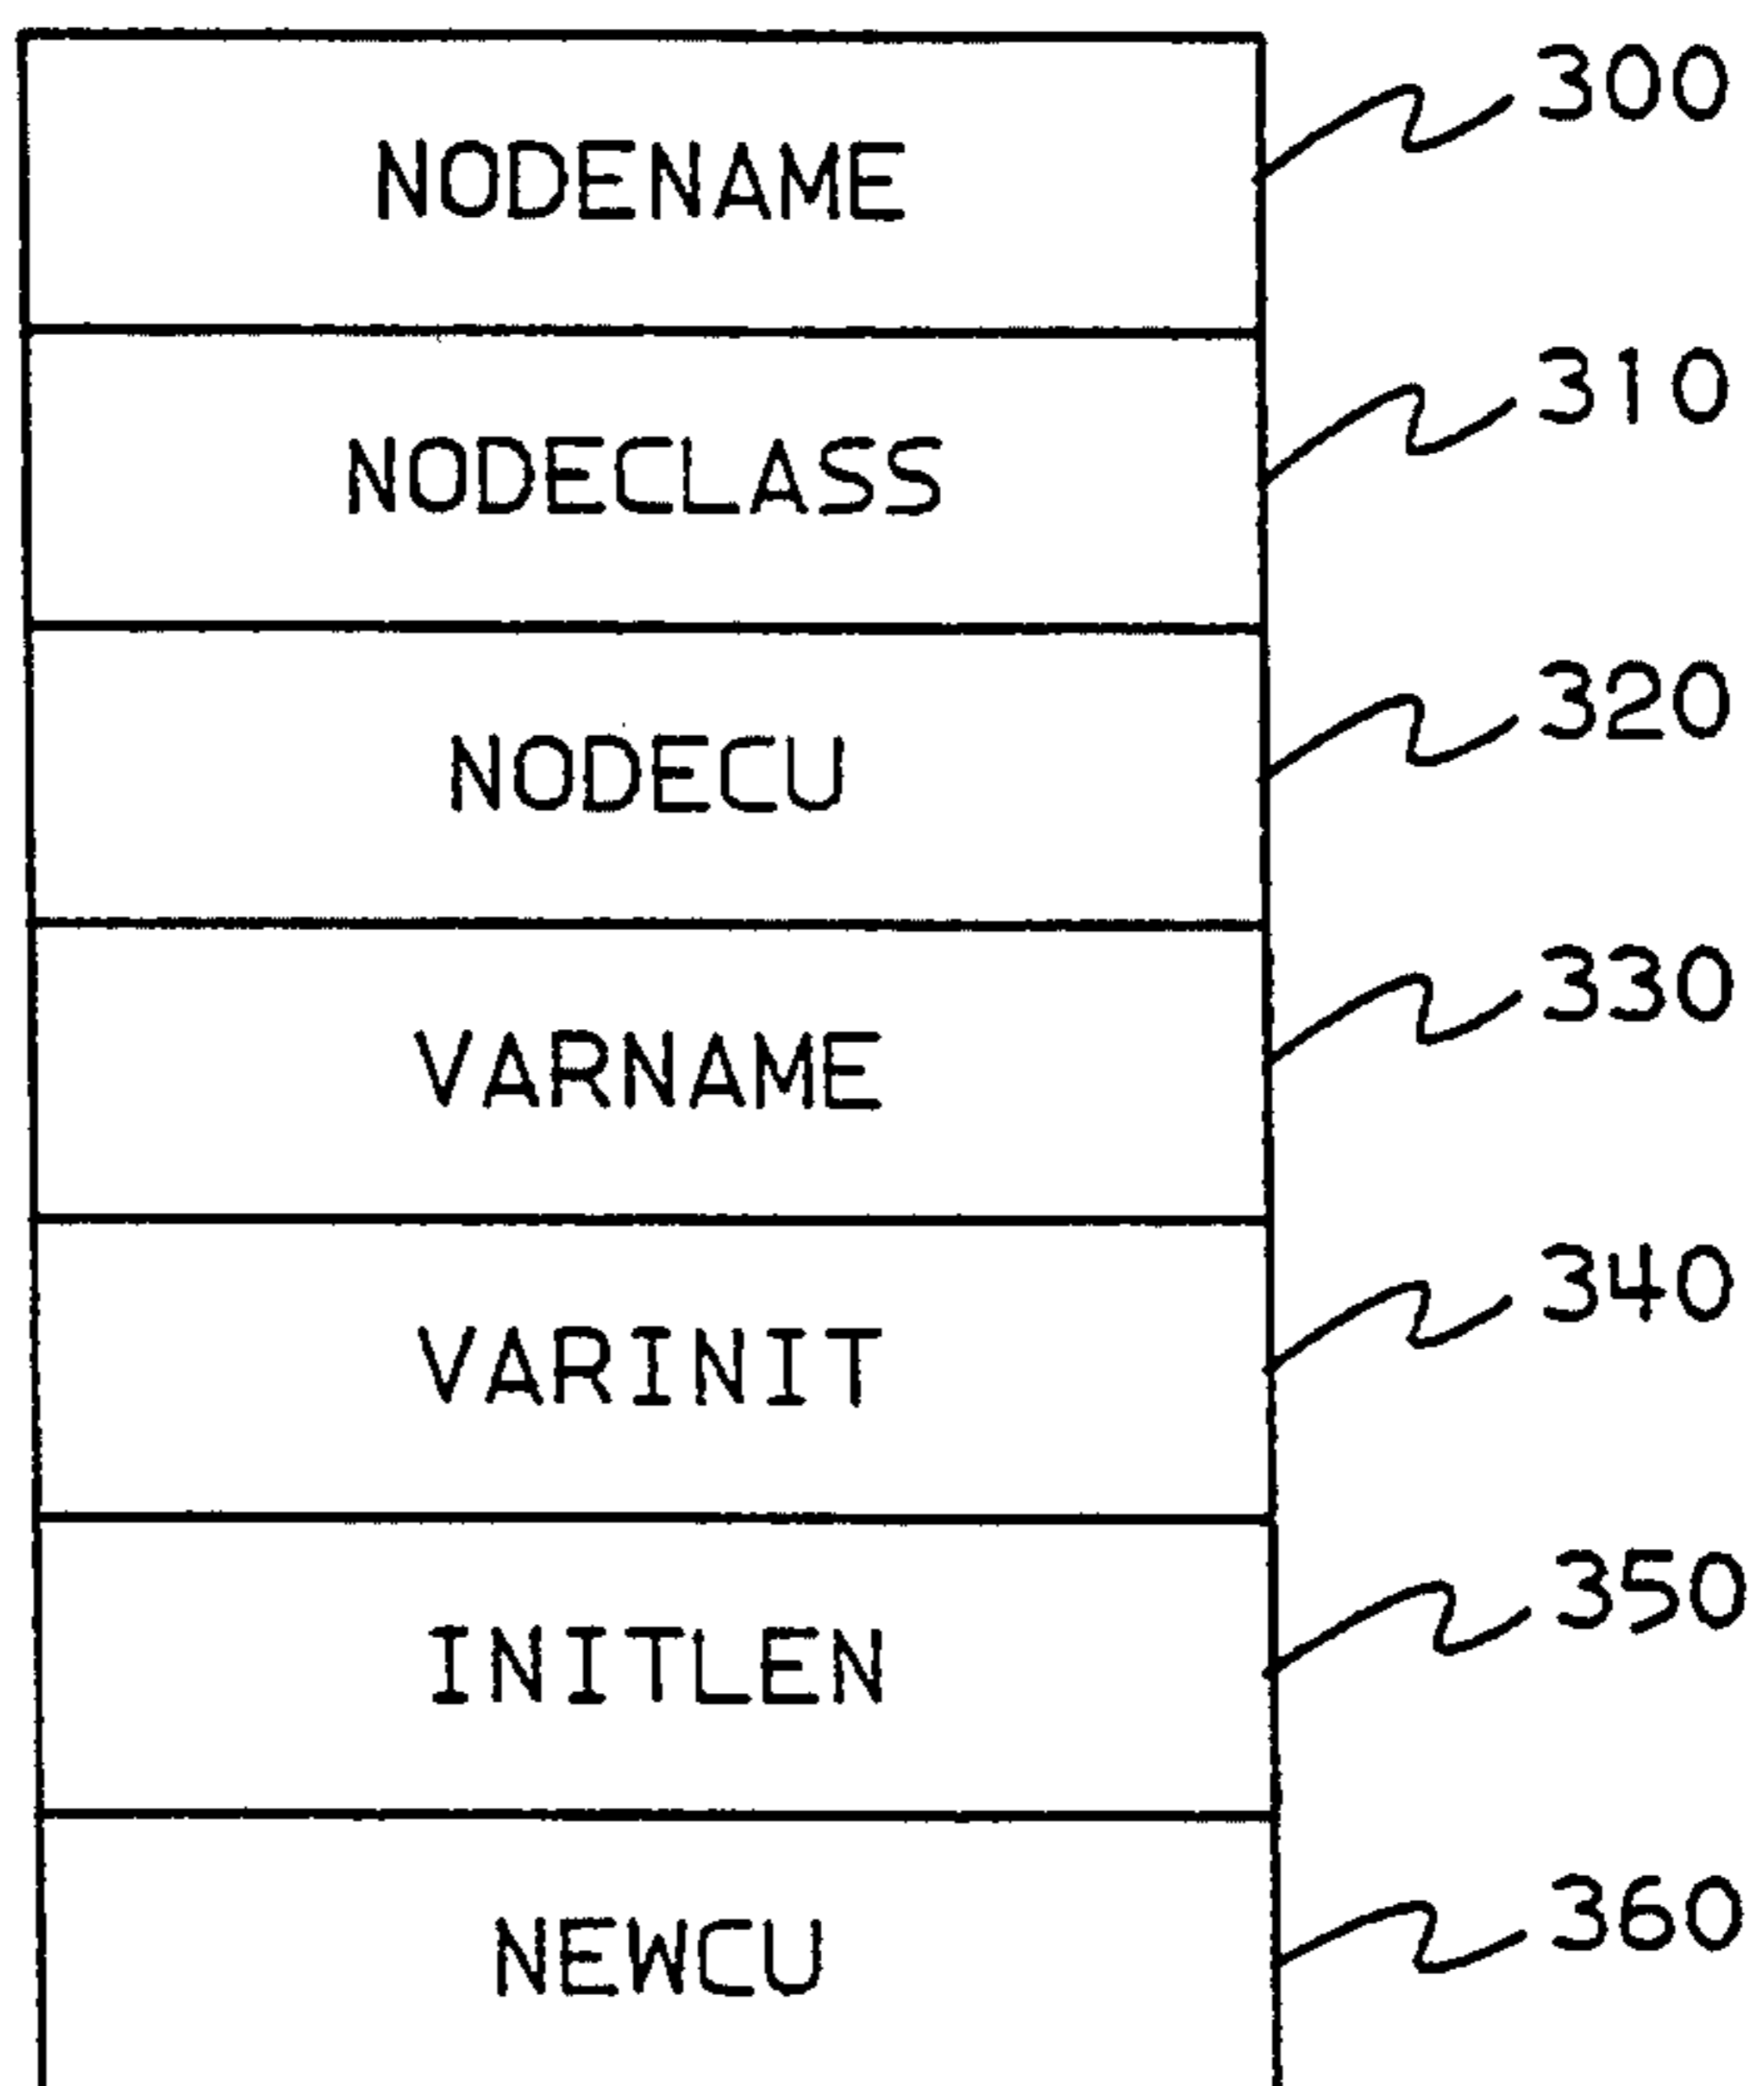 NODENAME 300
NODECLASS 310
NODECU 320
VARNAME 330
VARINIT 340
INITLEN 350
NEWCU 360